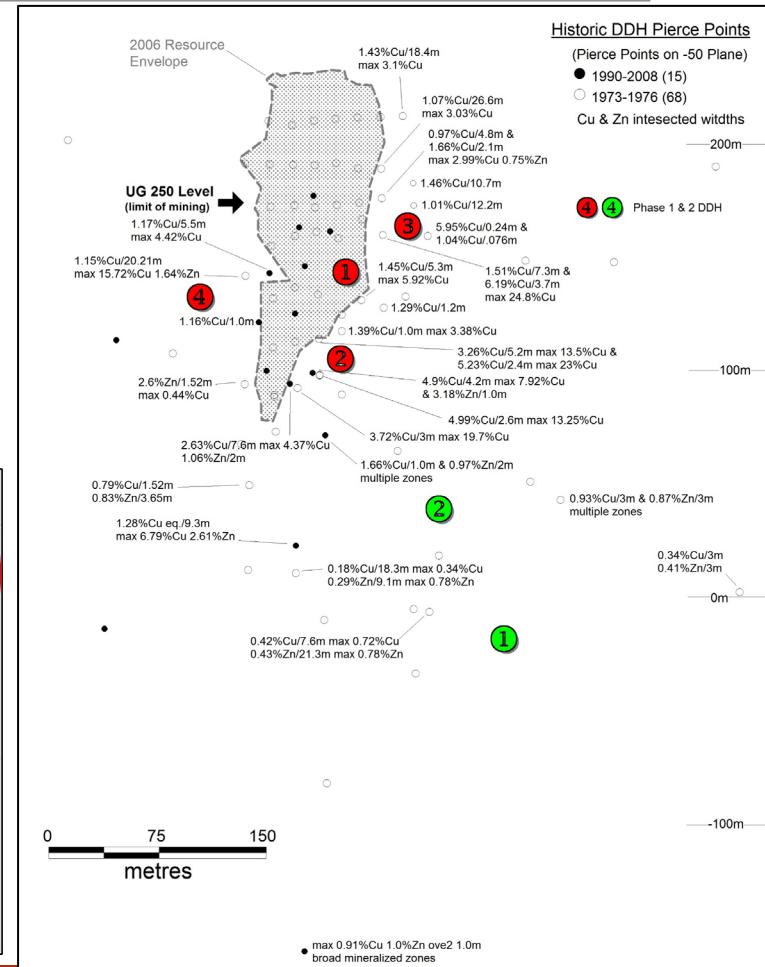 Historic DDH Pierce Points
(Pierce Points on -50 Plane)
1990-2008 (15)
1973-1976 (68)
Cu & Zn intesected witdths
4 4 Phase 1 & 2 DDH
2006 Resource
Envelope
1.43%Cu/18.4m
max 3.1%Cu
1.07%Cu/26.6m
max 3.03%Cu
0.97%Cu/4.8m &
1.66%Cu/2.1m
max 2.99%Cu 0.75%Zn
200m
1.46%Cu/10.7m
1.01%Cu/12.2m
UG 250 Level
(limit of mining)
1.17%Cu/5.5m
max 4.42%Cu
3
5.95%Cu/0.24m &
1.04%Cu/.076m
1.15%Cu/20.21m
max 15.72%Cu 1.64%Zn
1
1.45%Cu/5.3m
max 5.92%Cu
1.51%Cu/7.3m &
6.19%Cu/3.7m
max 24.8%Cu
4
1.29%Cu/1.2m
1.16%Cu/1.0m
1.39%Cu/1.0m max 3.38%Cu
2
3.26%Cu/5.2m max 13.5%Cu &
5.23%Cu/2.4m max 23%Cu
100m
2.6%Zn/1.52m
max 0.44%Cu
4.9%Cu/4.2m max 7.92%Cu
& 3.18%Zn/1.0m
4.99%Cu/2.6m max 13.25%Cu
3.72%Cu/3m max 19.7%Cu
2.63%Cu/7.6m max 4.37%Cu
1.06%Zn/2m
1.66%Cu/1.0m & 0.97%Zn/2m
multiple zones
0.79%Cu/1.52m
0.83%Zn/3.65m
0.93%Cu/3m & 0.87%Zn/3m
multiple zones
2
1.28%Cu eq./9.3m
max 6.79%Cu 2.61%Zn
0.34%Cu/3m
0.41%Zn/3m
0.18%Cu/18.3m max 0.34%Cu
0.29%Zn/9.1m max 0.78%Zn
0m
0.42%Cu/7.6m max 0.72%Cu
0.43%Zn/21.3m max 0.78%Zn
1
-100m
0 75 150
metres
max 0.91%Cu 1.0%Zn ove2 1.0m
broad mineralized zones